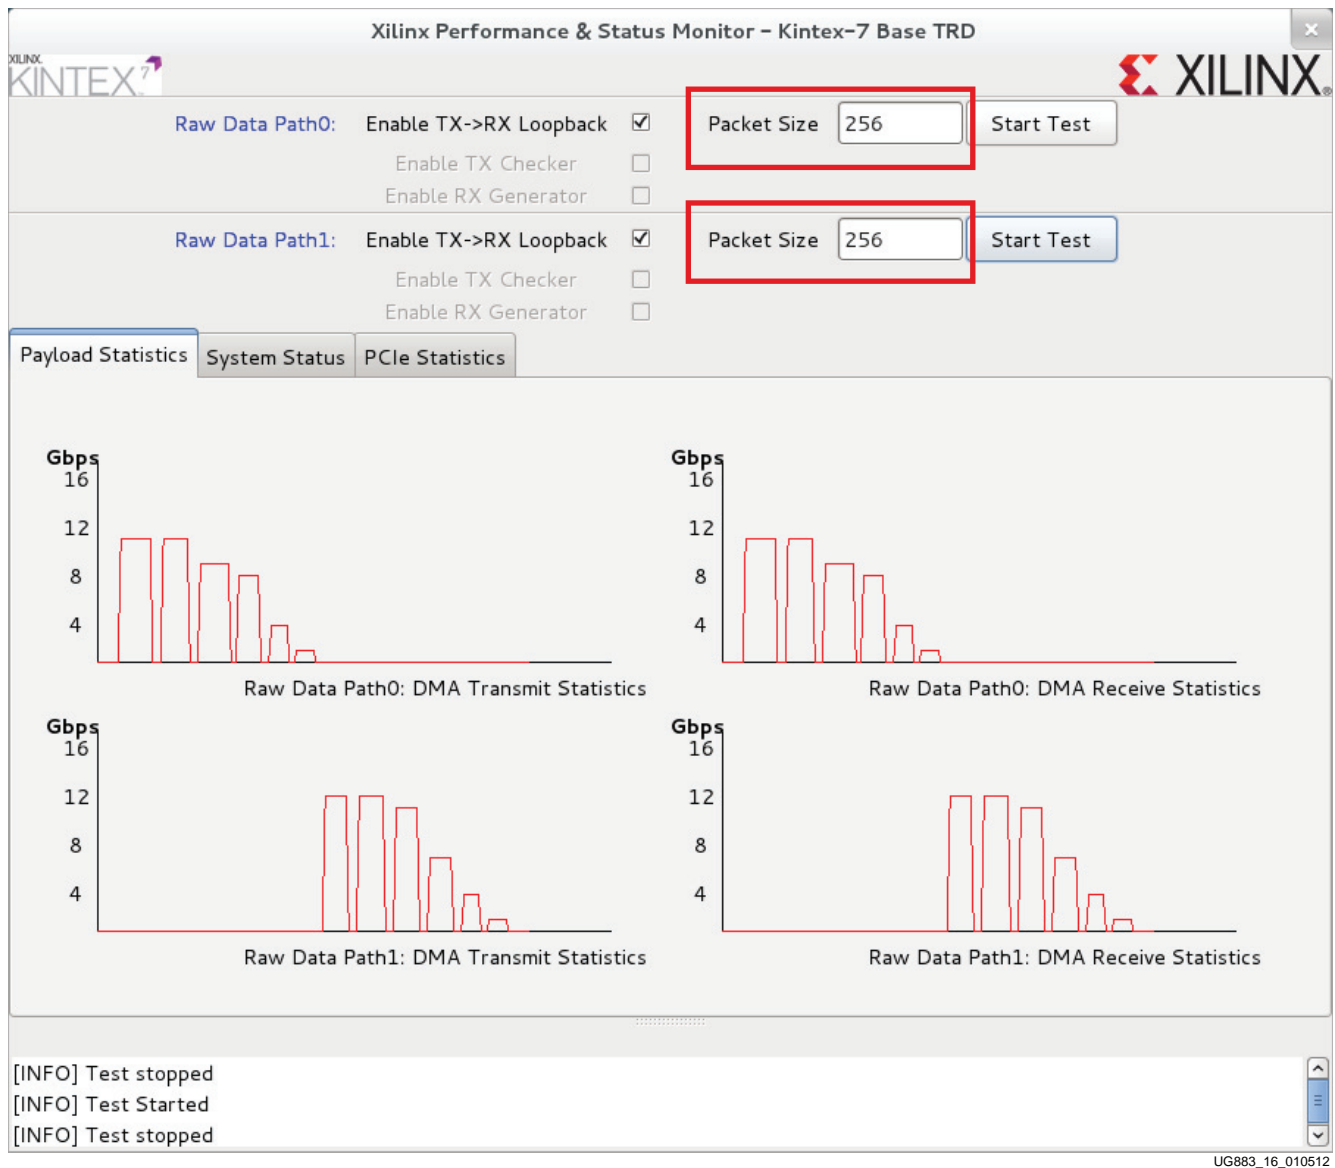 Xilinx Performance & Status Monitor - Kintex-7 Base TRD
XILINX
KINTEX 7
XILINX
Raw Data Path0: Enable TX->RX Loopback Packet Size 256 Start Test
Enable TX Checker
Enable RX Generator
Raw Data Path1: Enable TX->RX Loopback Packet Size 256 Start Test
Enable TX Checker
Enable RX Generator
Payload Statistics System Status PCIe Statistics
Gbps
16
12
8
4
Raw Data Path0: DMA Transmit Statistics
Gbps
16
12
8
4
Raw Data Path0: DMA Receive Statistics
Gbps
16
12
8
4
Raw Data Path1: DMA Transmit Statistics
Gbps
16
12
8
4
Raw Data Path1: DMA Receive Statistics
[INFO] Test stopped
[INFO] Test Started
[INFO] Test stopped
UG883_16_010512